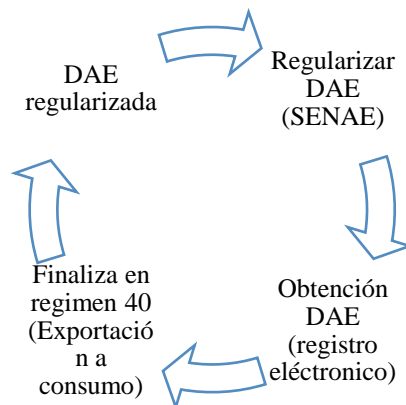 DAE
regularizada
Regularizar
DAE
(SENAE)
Obtención
DAE
(registro
eléctronico)
Finaliza en
regimen 40
(Exportació
n a
consumo)